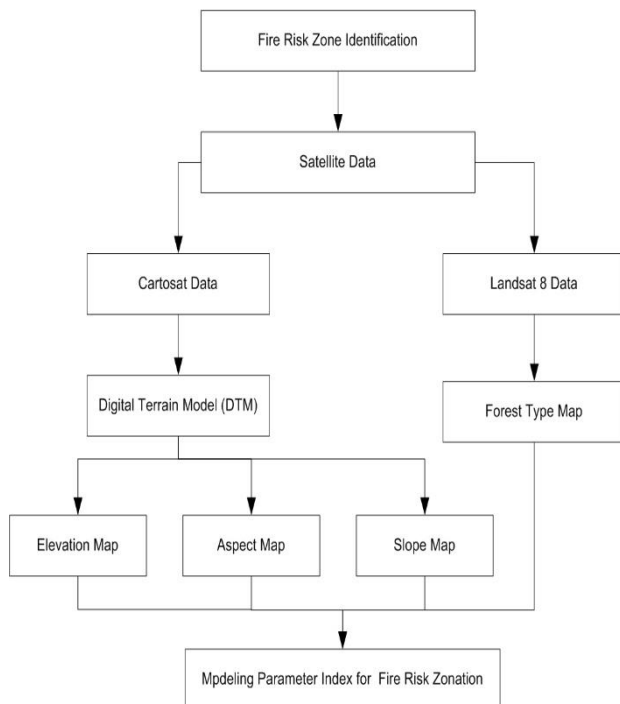 Fire Risk Zone Identification
Satellite Data
Cartosat Data
Landsat 8 Data
Digital Terrain Model (DTM)
Forest Type Map
Elevation Map
Aspect Map
Slope Map
Mpdeling Parameter Index for Fire Risk Zonation